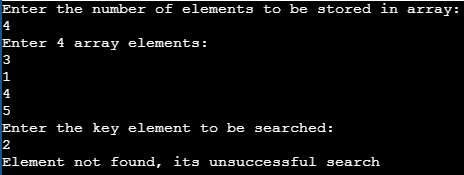 Enter the number of elements to be stored in array:
4
Enter 4 array elements:
3
1
4
5
Enter the key element to be searched:
2
Element not found, its unsuccessful search